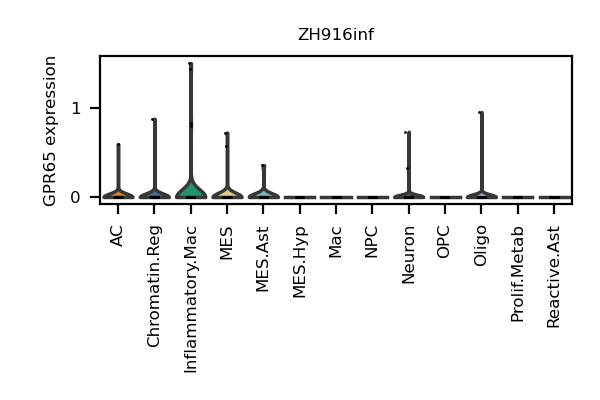 ZH916inf
GPR65 expression
1
0
AC
Chromatin.Reg
Inflammatory.Mac
MES
MES.Ast
MES.Hyp
Mac
NPC
Neuron
OPC
Oligo
Prolif.Metab
Reactive.Ast